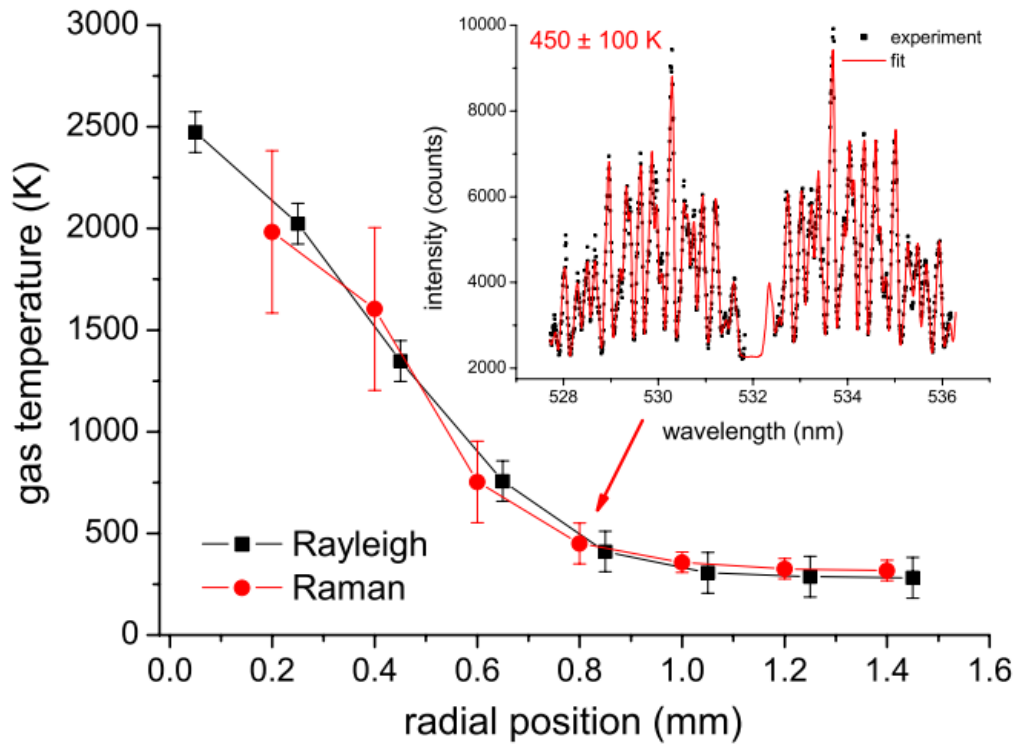 3000
2500
2000
1500
1000
500
0
gas temperature (K)
0.0 0.2 0.4 0.6 0.8 1.0 1.2 1.4 1.6
radial position (mm)
Rayleigh
Raman
450 ± 100 K
experiment
fit
10000
8000
6000
4000
2000
intensity (counts)
528 530 532 534 536
wavelength (nm)